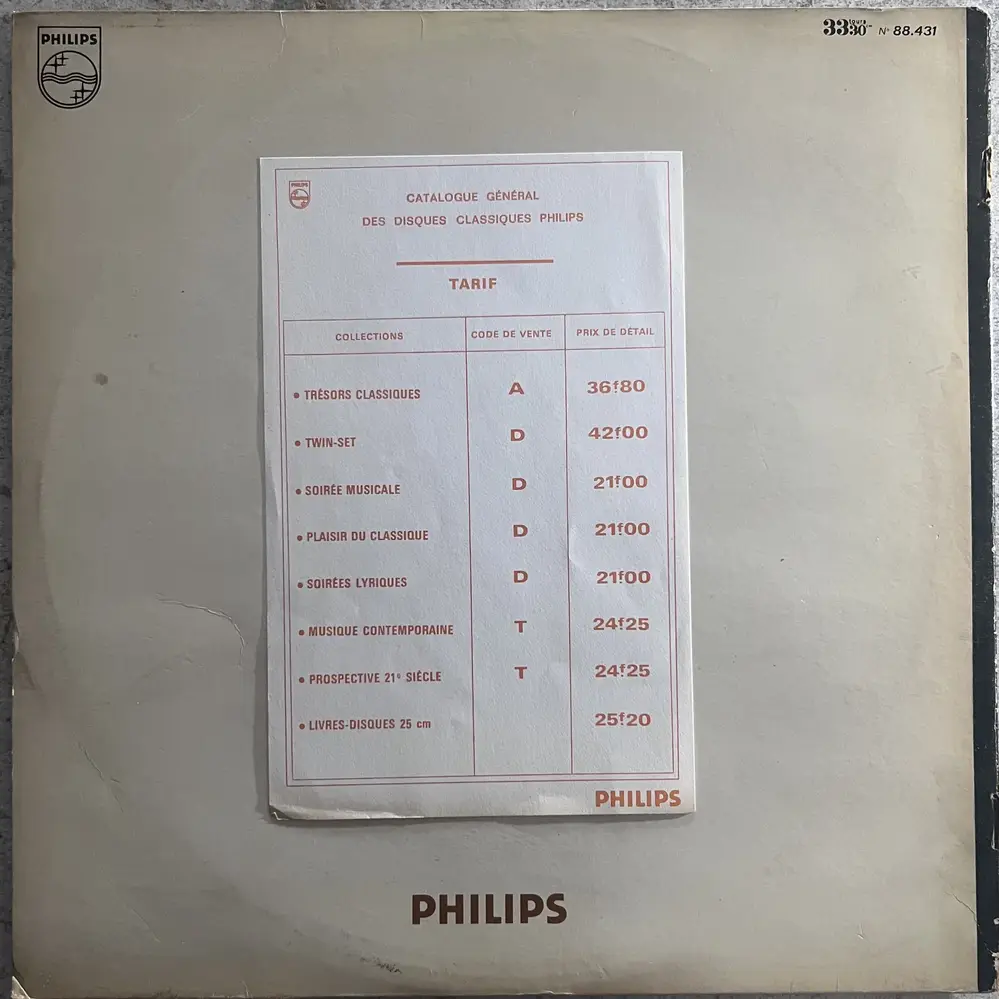 PHILIPS
33 tours 30 cm N° 88.431
PHILIPS
CATALOGUE GÉNÉRAL
DES DISQUES CLASSIQUES PHILIPS
TARIF
COLLECTIONS CODE DE VENTE PRIX DE DÉTAIL
• TRÉSORS CLASSIQUES A 36f80
• TWIN-SET D 42f00
• SOIRÉE MUSICALE D 21f00
• PLAISIR DU CLASSIQUE D 21f00
• SOIRÉES LYRIQUES D 21f00
• MUSIQUE CONTEMPORAINE T 24f25
• PROSPECTIVE 21e SIÈCLE T 24f25
• LIVRES-DISQUES 25 cm 25f20
PHILIPS
PHILIPS